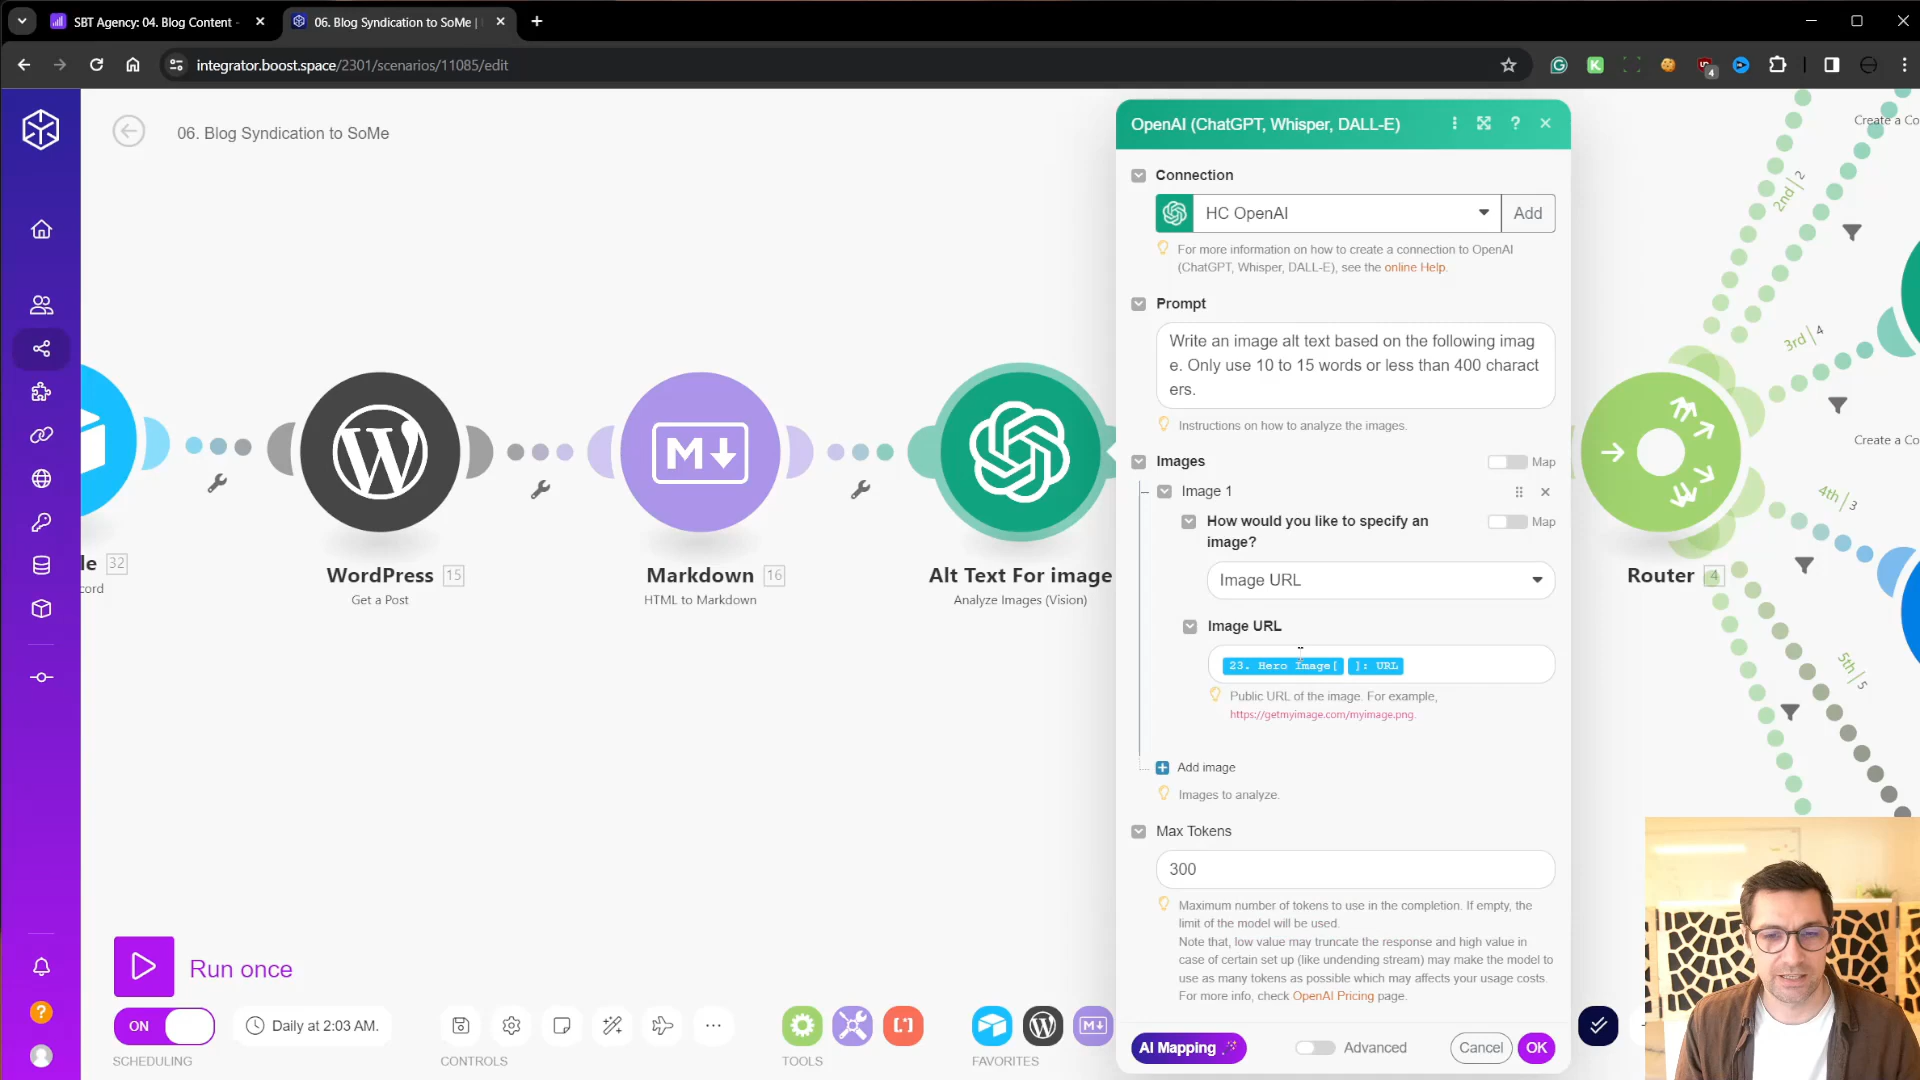 SBT Agency: 04. Blog Content -
06. Blog Syndication to SoMe |
integrator.boost.space/2301/scenarios/11085/edit
4
06. Blog Syndication to SoMe
OpenAI (ChatGPT, Whisper, DALL-E)
Connection
HC OpenAI
Add
For more information on how to create a connection to OpenAI
(ChatGPT, Whisper, DALL-E), see the online Help.
Prompt
Write an image alt text based on the following imag
e. Only use 10 to 15 words or less than 400 charact
ers.
Instructions on how to analyze the images.
Images
Map
Image 1
How would you like to specify an
image?
Map
Image URL
Image URL
23. Hero Image[ ]: URL
Public URL of the image. For example,
https://getmyimage.com/myimage.png.
Add image
Images to analyze.
Max Tokens
300
Maximum number of tokens to use in the completion. If empty, the
limit of the model will be used.
Note that, low value may truncate the response and high value in
case of certain set up (like undending stream) may make the model to
use as many tokens as possible which may affects your usage costs.
For more info, check OpenAI Pricing page.
AI Mapping
Advanced
Cancel
OK
le 32
cord
WordPress 15
Get a Post
M
Markdown 16
HTML to Markdown
Alt Text For image
Analyze Images (Vision)
Router 4
Create a Co
2nd | 2
3rd | 4
Create a Co
4th | 3
5th | 5
Run once
ON
Daily at 2:03 AM.
SCHEDULING
CONTROLS
TOOLS
FAVORITES